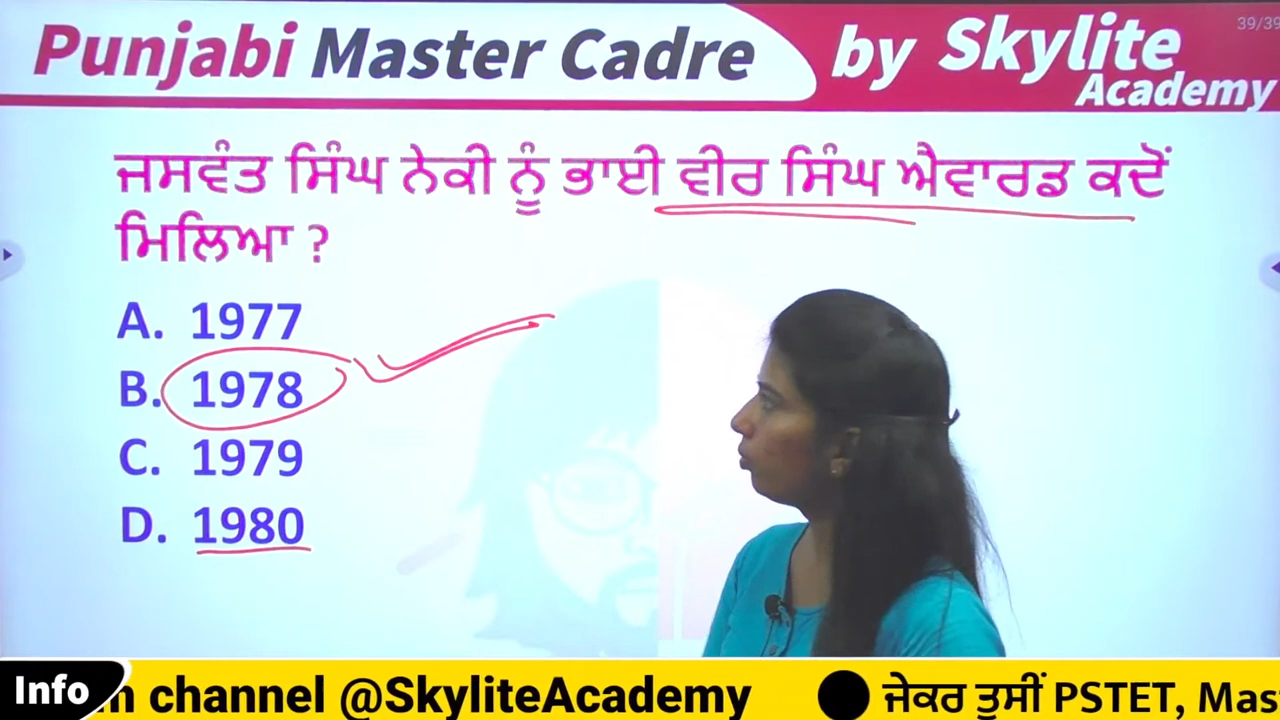 Punjabi Master Cadre
by Skylite
Academy
39/39
ਜਸਵੰਤ ਸਿੰਘ ਨੇਕੀ ਨੂੰ ਭਾਈ ਵੀਰ ਸਿੰਘ ਐਵਾਰਡ ਕਦੋਂ
ਮਿਲਿਆ ?
A. 1977
B. 1978
C. 1979
D. 1980
Info
channel @SkyliteAcademy
ਜੇਕਰ ਤੁਸੀਂ PSTET,